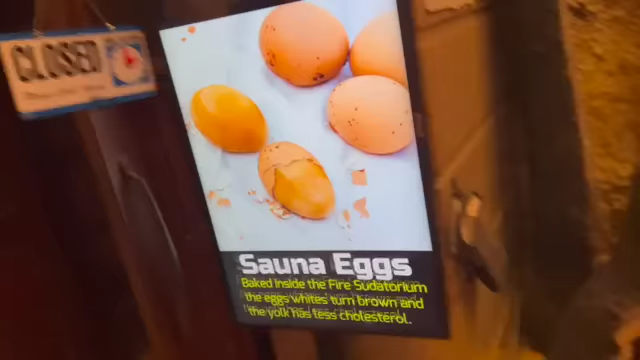 CLOSED
Sauna Eggs
Baked inside the Fire Sudatorium
the eggs whites turn brown and
the yolk has less cholesterol.